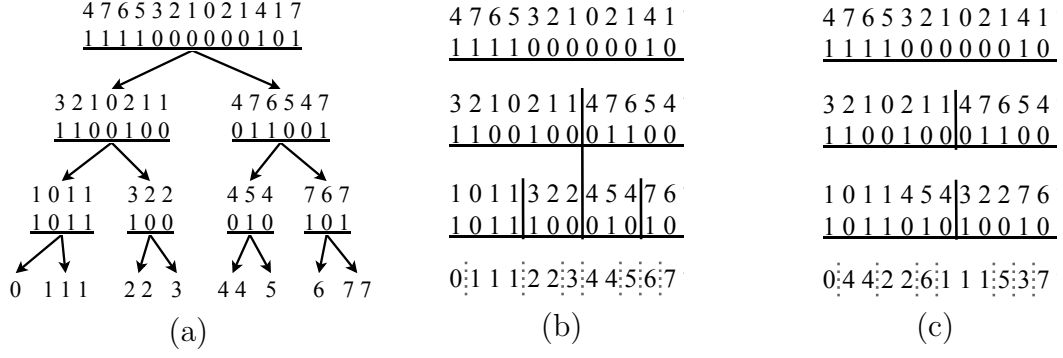 4 7 6 5 3 2 1 0 2 1 4 1 7
1 1 1 1 0 0 0 0 0 0 1 0 1
3 2 1 0 2 1 1 4 7 6 5 4 7
1 1 0 0 1 0 0 0 1 1 0 0 1
1 0 1 1 3 2 2 4 5 4 7 6 7
1 0 1 1 1 0 0 0 1 0 1 0 1
0 1 1 1 2 2 3 4 4 5 6 7 7
(a)
4 7 6 5 3 2 1 0 2 1 4 1
1 1 1 1 0 0 0 0 0 0 1 0
3 2 1 0 2 1 1 4 7 6 5 4
1 1 0 0 1 0 0 0 1 1 0 0
1 0 1 1 3 2 2 4 5 4 7 6
1 0 1 1 1 0 0 0 1 0 1 0
0 1 1 1 2 2 3 4 4 5 6 7
(b)
4 7 6 5 3 2 1 0 2 1 4 1
1 1 1 1 0 0 0 0 0 0 1 0
3 2 1 0 2 1 1 4 7 6 5 4
1 1 0 0 1 0 0 0 1 1 0 0
1 0 1 1 4 5 4 3 2 2 7 6
1 0 1 1 0 1 0 1 0 0 1 0
0 4 4 2 2 6 1 1 1 5 3 7
(c)